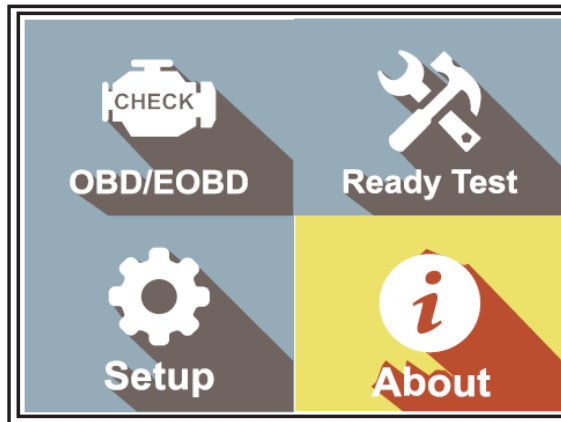 CHECK
OBD/EOBD
Ready Test
Setup
i
About